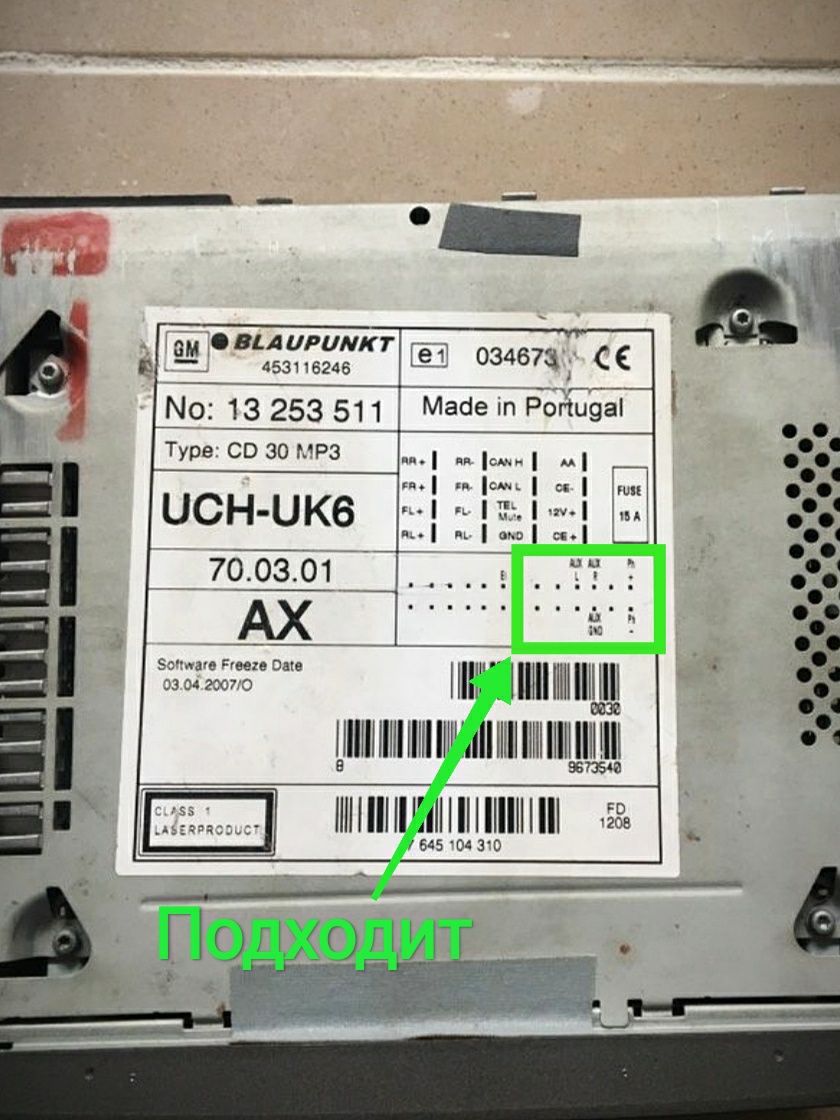 GM BLAUPUNKT
453116246
e1 034673 CE
No: 13 253 511
Made in Portugal
Type: CD 30 MP3
UCH-UK6
70.03.01
AX
RR+ RR- CAN H AA
FR+ FR- CAN L CE-
FL+ FL- TEL Mute 12V+
RL+ RL- GND CE+
FUSE
15 A
AUX AUX
L R +
AUX
GND -
Software Freeze Date
03.04.2007/O
0030
8 9673540
CLASS 1
LASERPRODUCT
7 645 104 310
FD
1208
Подходит